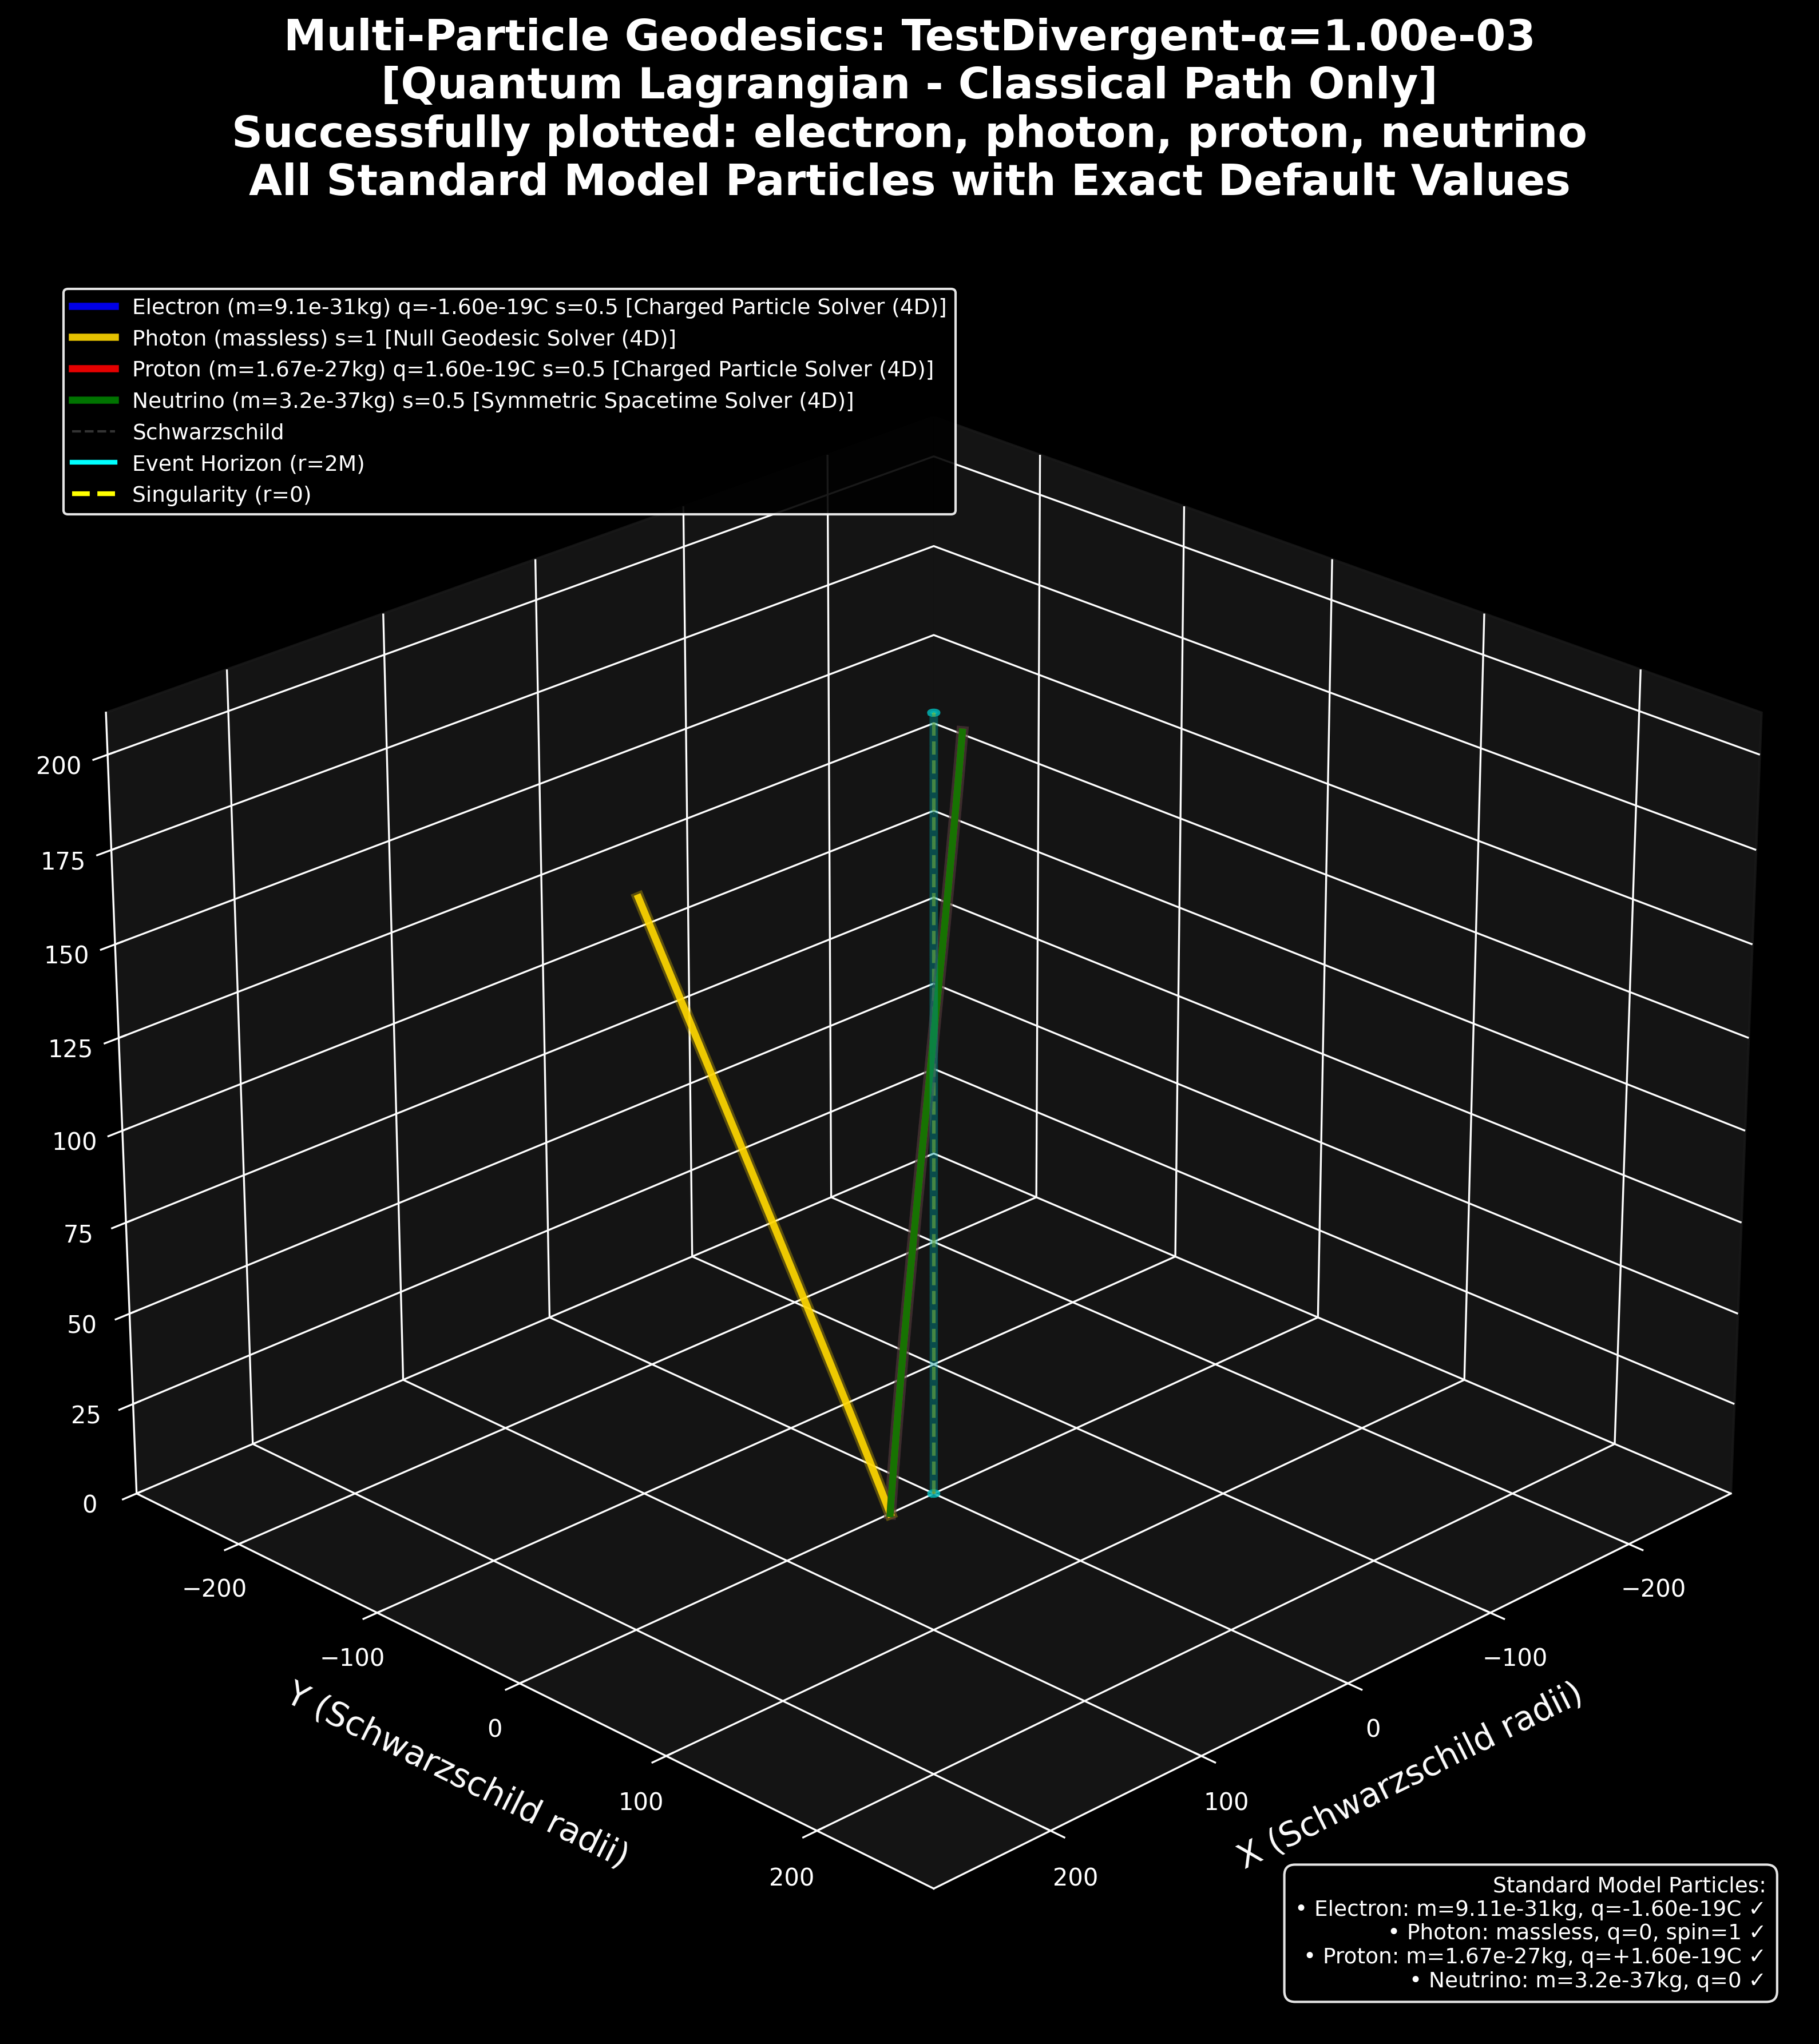 Multi-Particle Geodesics: TestDivergent-α=1.00e-03
[Quantum Lagrangian - Classical Path Only]
Successfully plotted: electron, photon, proton, neutrino
All Standard Model Particles with Exact Default Values
Electron (m=9.1e-31kg) q=-1.60e-19C s=0.5 [Charged Particle Solver (4D)]
Photon (massless) s=1 [Null Geodesic Solver (4D)]
Proton (m=1.67e-27kg) q=1.60e-19C s=0.5 [Charged Particle Solver (4D)]
Neutrino (m=3.2e-37kg) s=0.5 [Symmetric Spacetime Solver (4D)]
Schwarzschild
Event Horizon (r=2M)
Singularity (r=0)
200
175
150
125
100
75
50
25
0
−200
−100
0
100
200
Y (Schwarzschild radii)
−200
−100
0
100
200
X (Schwarzschild radii)
Standard Model Particles:
• Electron: m=9.11e-31kg, q=-1.60e-19C ✓
• Photon: massless, q=0, spin=1 ✓
• Proton: m=1.67e-27kg, q=+1.60e-19C ✓
• Neutrino: m=3.2e-37kg, q=0 ✓